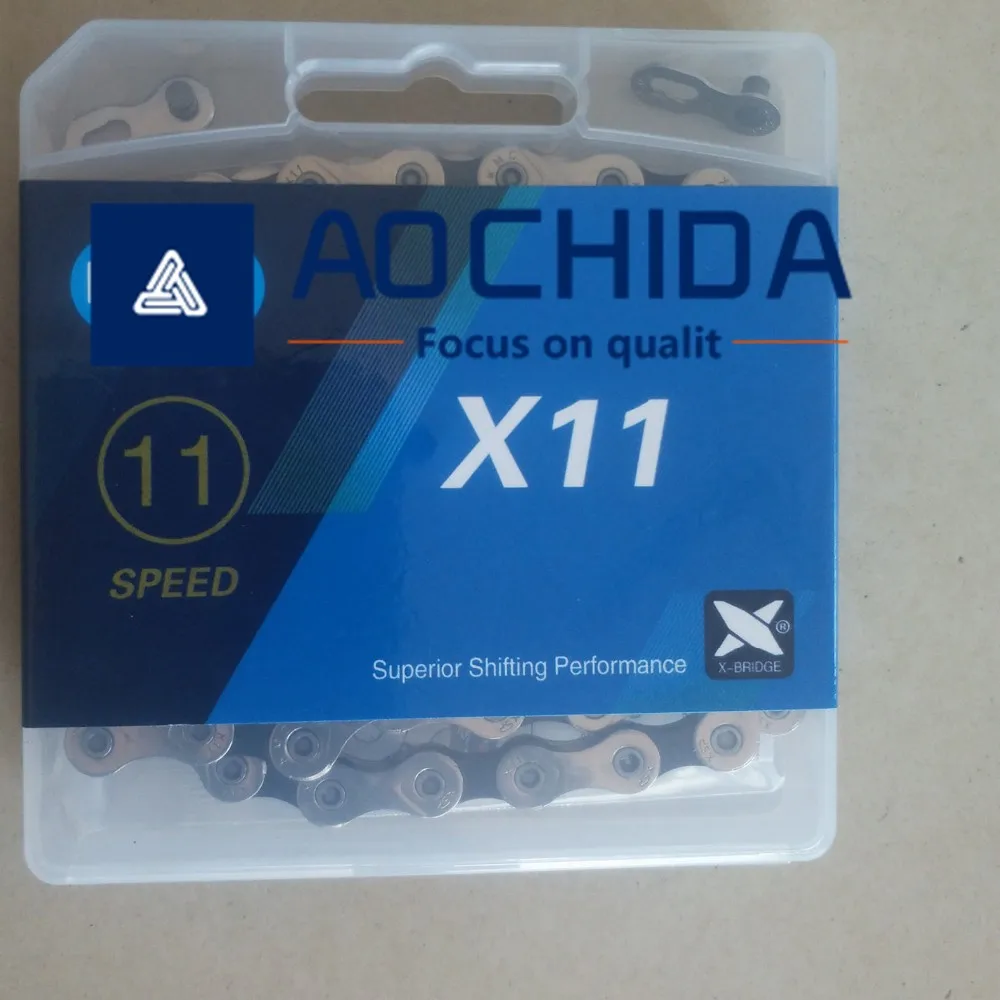 AOCHIDA
Focus on qualit
X11
11
SPEED
Superior Shifting Performance
®
X-BRIDGE